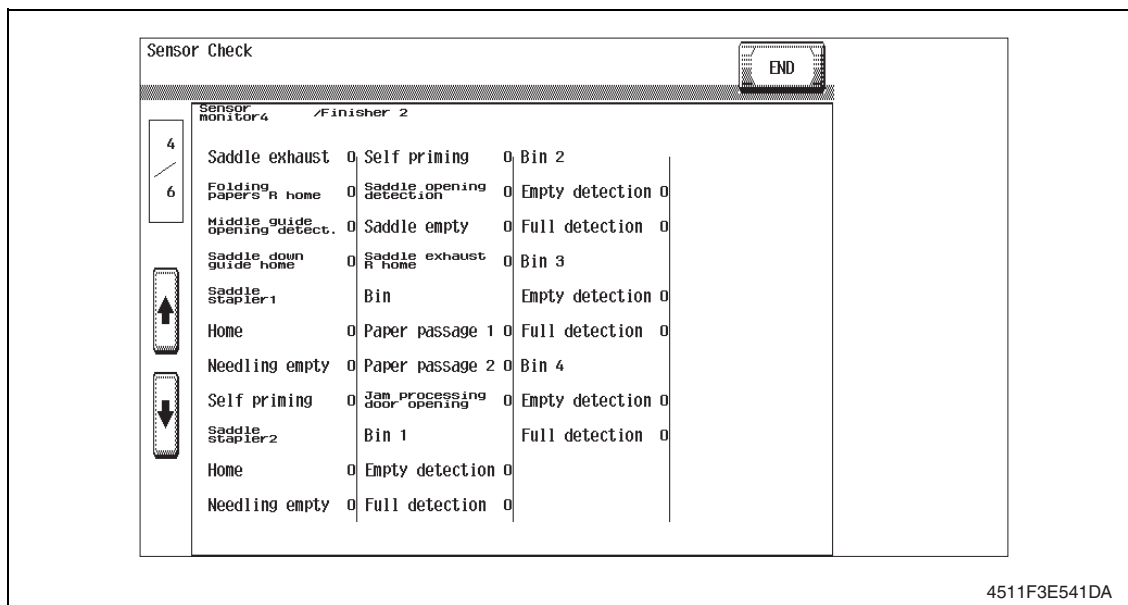 Sensor Check
END
Sensor
monitor4 /Finisher 2
4
6
Saddle exhaust 0
Folding
papers R home 0
Middle guide
opening detect. 0
Saddle down
guide home 0
Saddle
stapler1
Home 0
Needling empty 0
Self priming 0
Saddle
stapler2
Home 0
Needling empty 0
Self priming 0
Saddle opening
detection 0
Saddle empty 0
Saddle exhaust
R home 0
Bin
Paper passage 1 0
Paper passage 2 0
Jam processing
door opening 0
Bin 1
Empty detection 0
Full detection 0
Bin 2
Empty detection 0
Full detection 0
Bin 3
Empty detection 0
Full detection 0
Bin 4
Empty detection 0
Full detection 0
4511F3E541DA